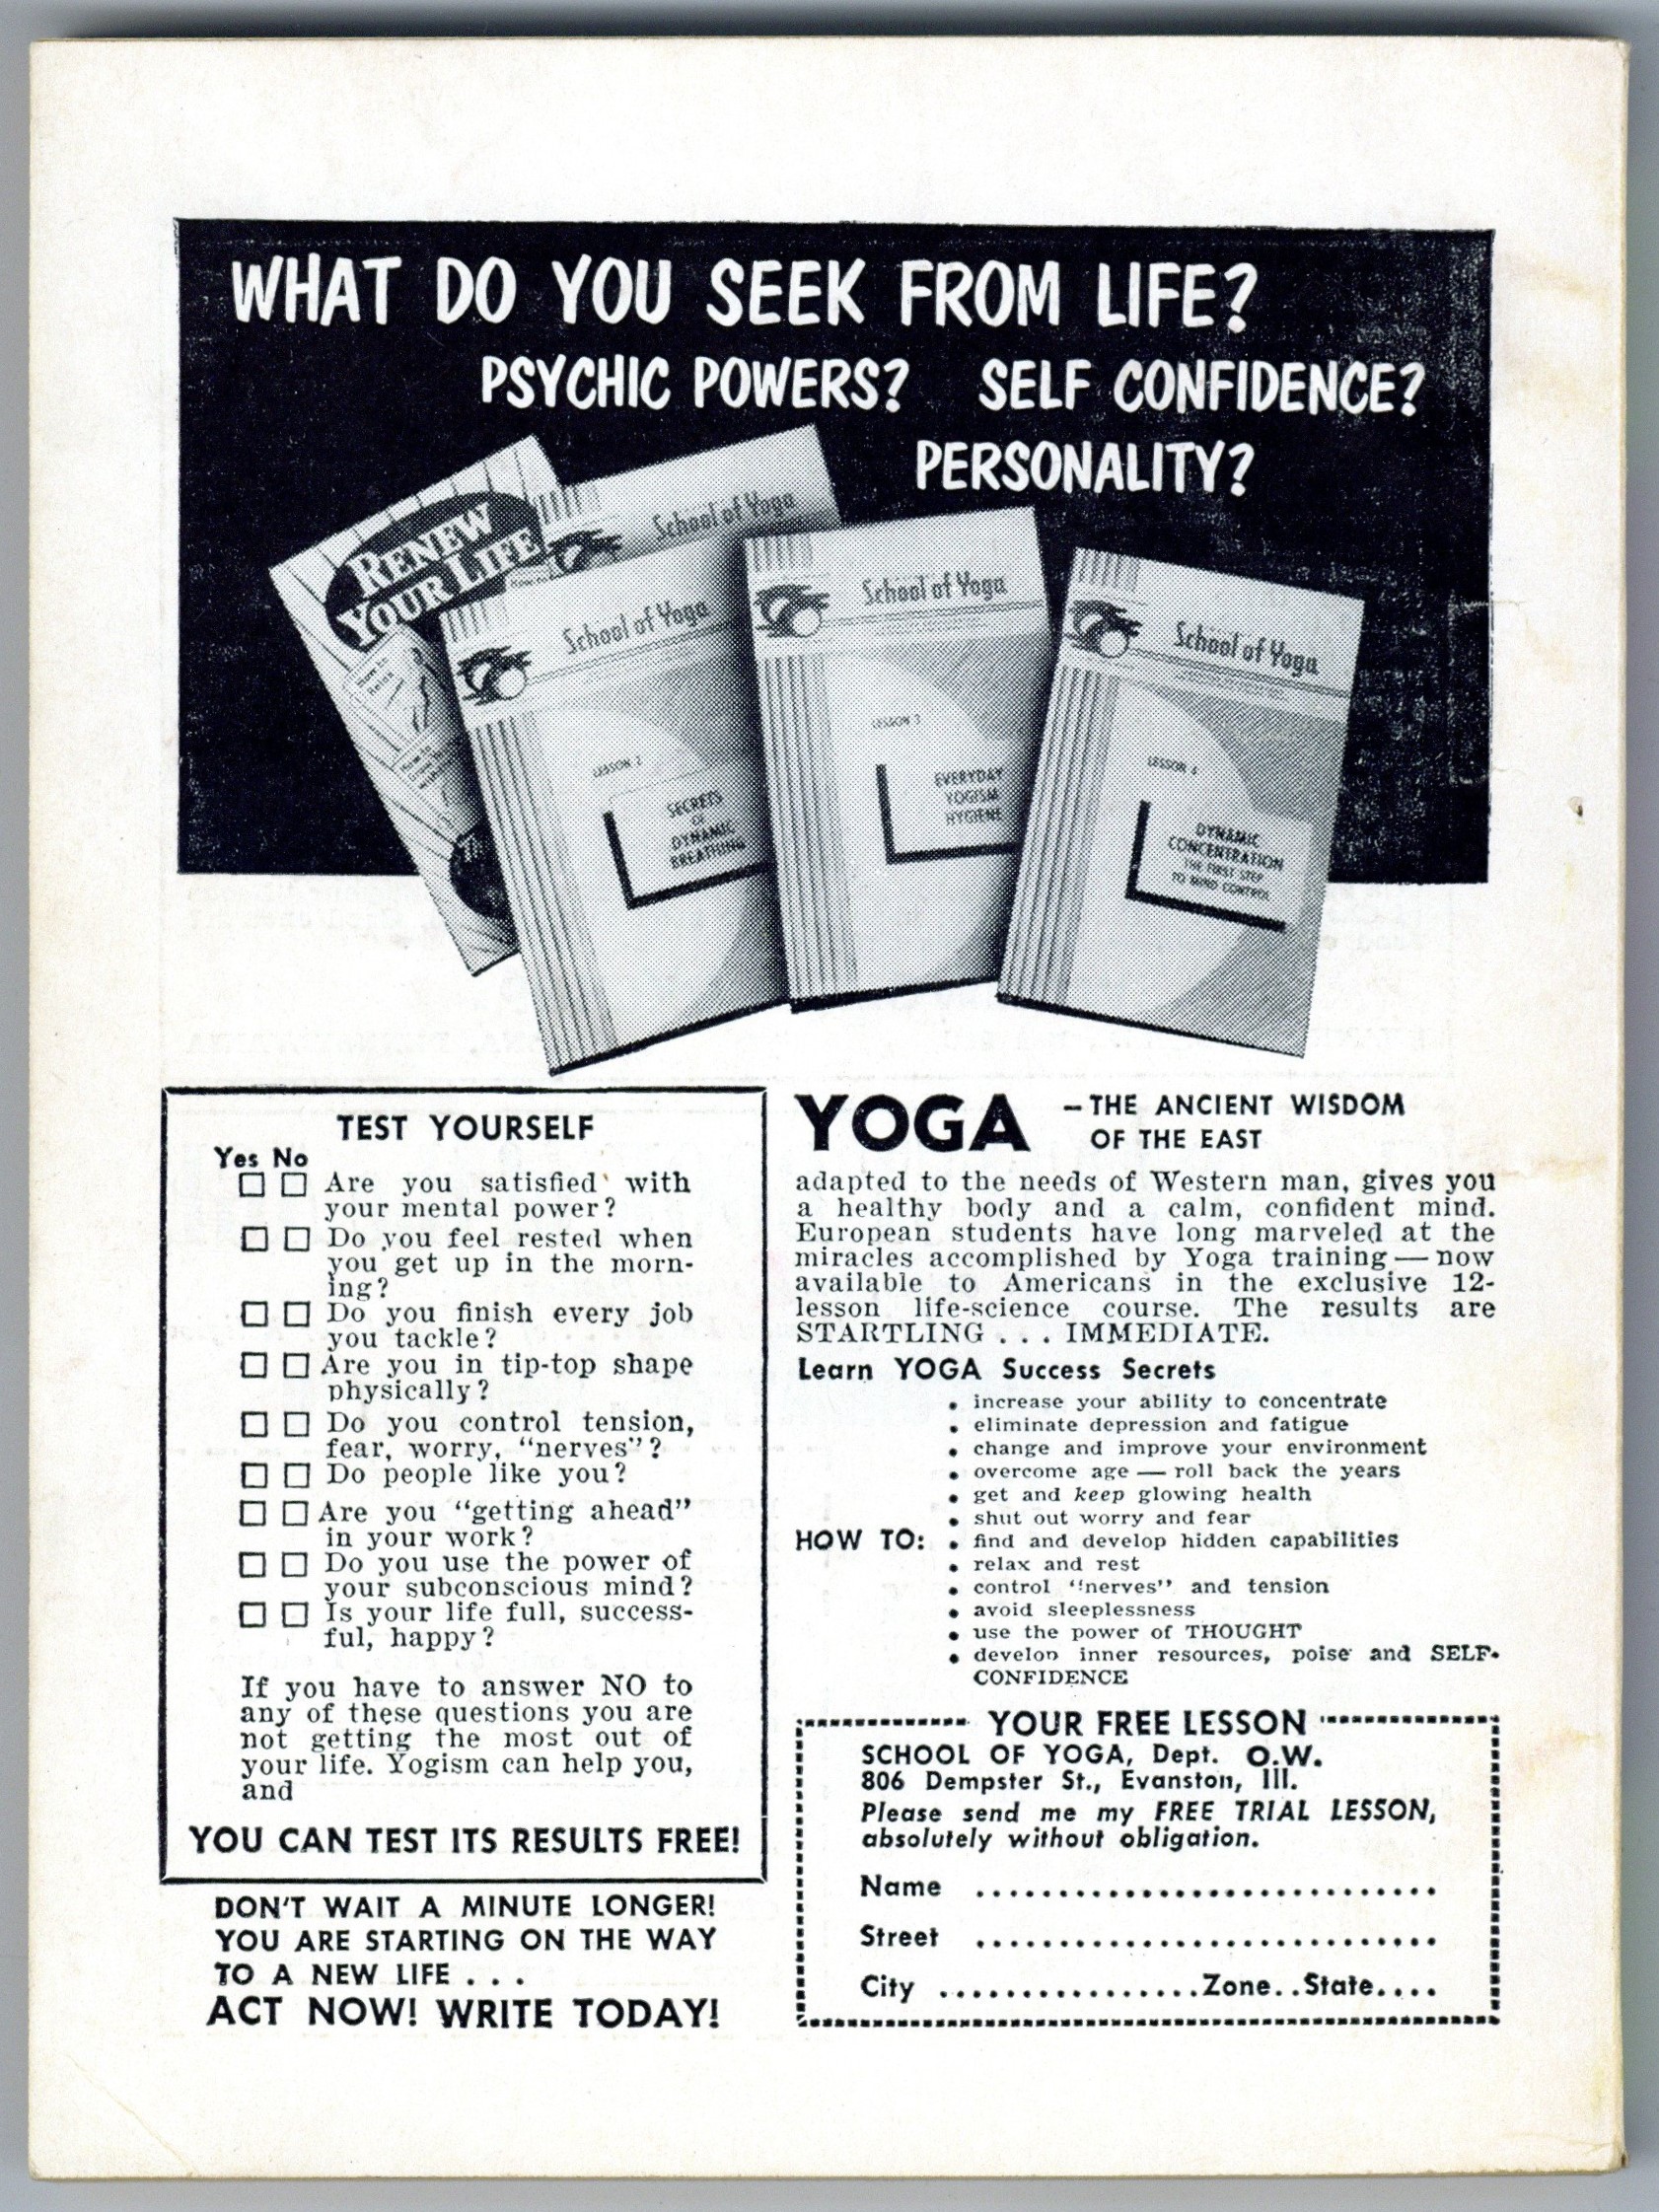 WHAT DO YOU SEEK FROM LIFE?
PSYCHIC POWERS? SELF CONFIDENCE?
PERSONALITY?
RENEW
YOUR LIFE
School of Yoga
School of Yoga
LESSON 2
SECRETS
OF
DYNAMIC
BREATHING
School of Yoga
LESSON 3
EVERYDAY
YOGISM
HYGIENE
School of Yoga
LESSON 4
DYNAMIC
CONCENTRATION
THE FIRST STEP
TO MIND CONTROL
TEST YOURSELF
Yes No
Are you satisfied with
your mental power?
Do you feel rested when
you get up in the morn-
ing?
Do you finish every job
you tackle?
Are you in tip-top shape
physically?
Do you control tension,
fear, worry, "nerves"?
Do people like you?
Are you "getting ahead"
in your work?
Do you use the power of
your subconscious mind?
Is your life full, success-
ful, happy?
If you have to answer NO to
any of these questions you are
not getting the most out of
your life. Yogism can help you,
and
YOU CAN TEST ITS RESULTS FREE!
DON'T WAIT A MINUTE LONGER!
YOU ARE STARTING ON THE WAY
TO A NEW LIFE . . .
ACT NOW! WRITE TODAY!
YOGA – THE ANCIENT WISDOM
OF THE EAST
adapted to the needs of Western man, gives you
a healthy body and a calm, confident mind.
European students have long marveled at the
miracles accomplished by Yoga training — now
available to Americans in the exclusive 12-
lesson life-science course. The results are
STARTLING . . . IMMEDIATE.
Learn YOGA Success Secrets
• increase your ability to concentrate
• eliminate depression and fatigue
• change and improve your environment
• overcome age — roll back the years
• get and keep glowing health
• shut out worry and fear
HOW TO: • find and develop hidden capabilities
• relax and rest
• control "nerves" and tension
• avoid sleeplessness
• use the power of THOUGHT
• develop inner resources, poise and SELF-
CONFIDENCE
YOUR FREE LESSON
SCHOOL OF YOGA, Dept. O.W.
806 Dempster St., Evanston, Ill.
Please send me my FREE TRIAL LESSON,
absolutely without obligation.
Name ............................
Street ............................
City ................Zone..State....